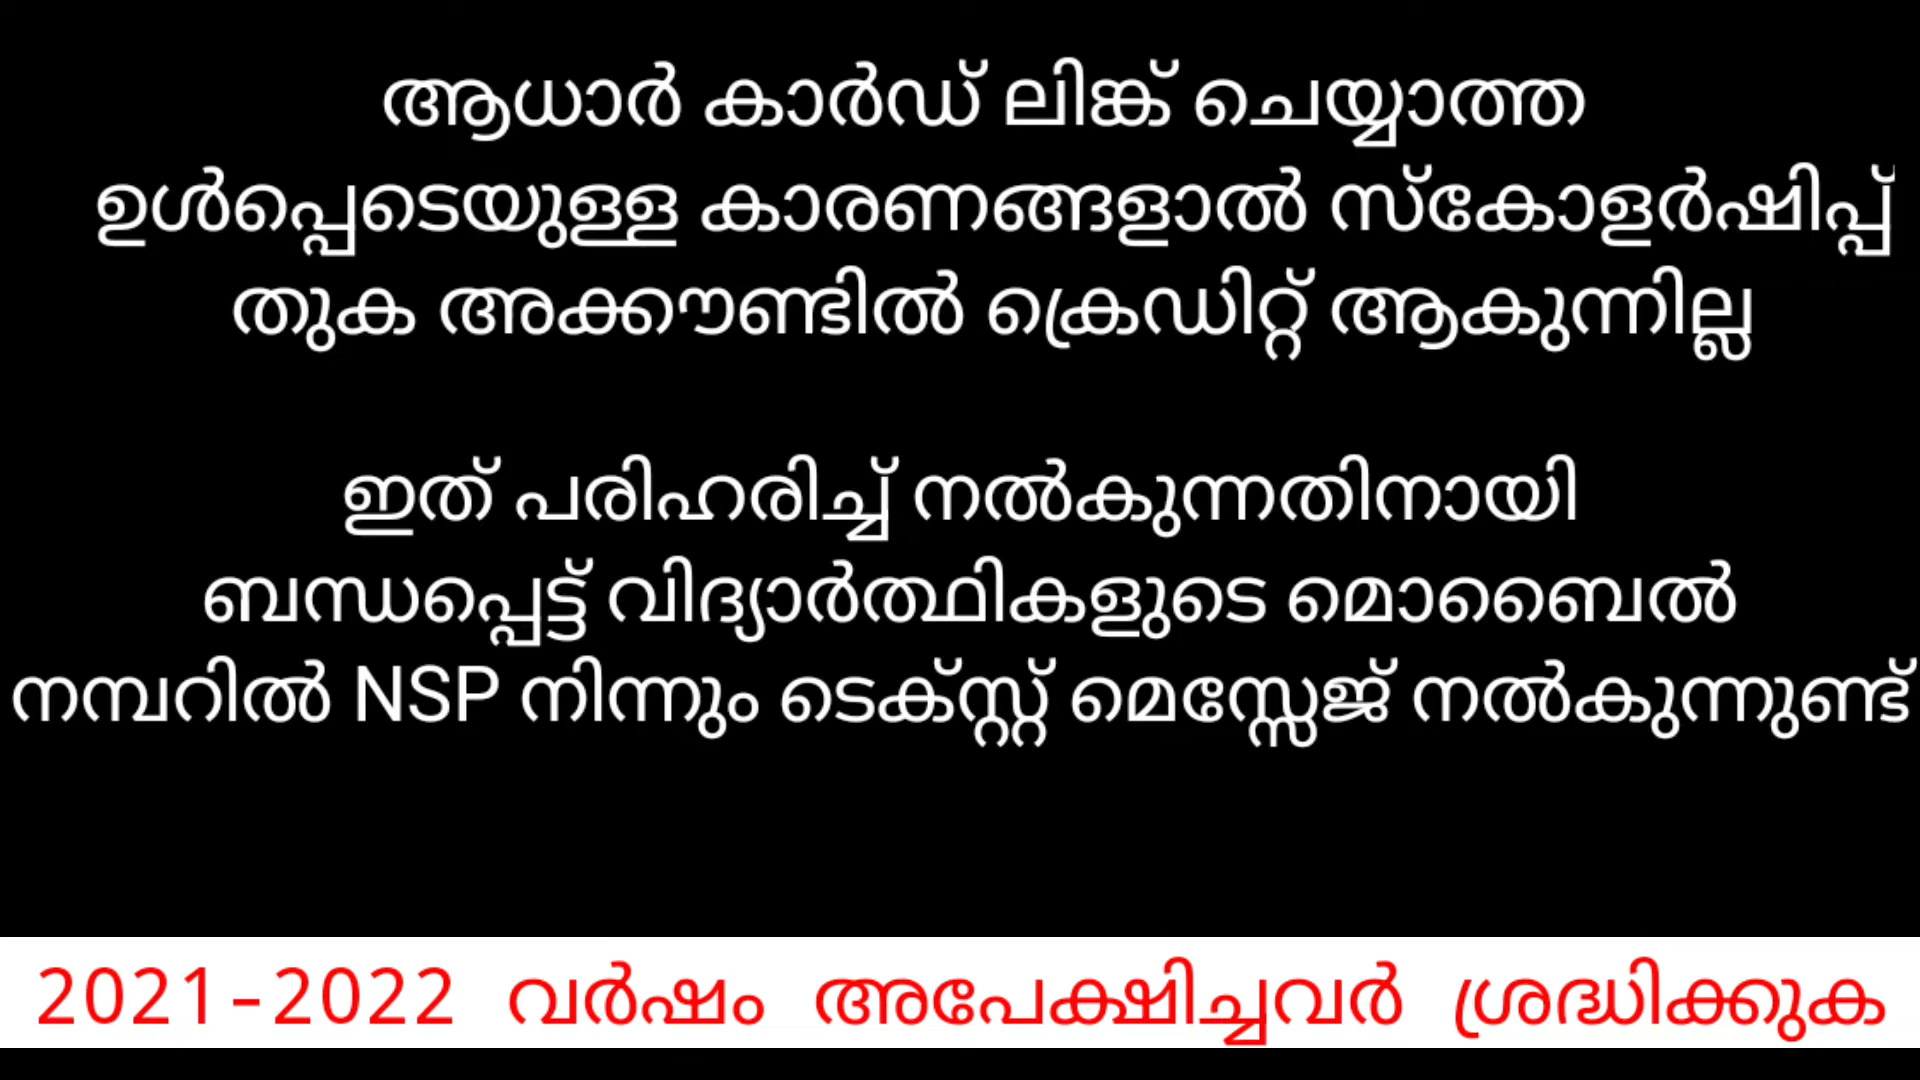 ആധാർ കാർഡ് ലിങ്ക് ചെയ്യാത്ത
ഉൾപ്പെടെയുള്ള കാരണങ്ങളാൽ സ്കോളർഷിപ്പ്
തുക അക്കൗണ്ടിൽ ക്രെഡിറ്റ് ആകുന്നില്ല
ഇത് പരിഹരിച്ച് നൽകുന്നതിനായി
ബന്ധപ്പെട്ട് വിദ്യാർത്ഥികളുടെ മൊബൈൽ
നമ്പറിൽ NSP നിന്നും ടെക്സ്റ്റ് മെസ്സേജ് നൽകുന്നുണ്ട്
2021-2022 വർഷം അപേക്ഷിച്ചവർ ശ്രദ്ധിക്കുക